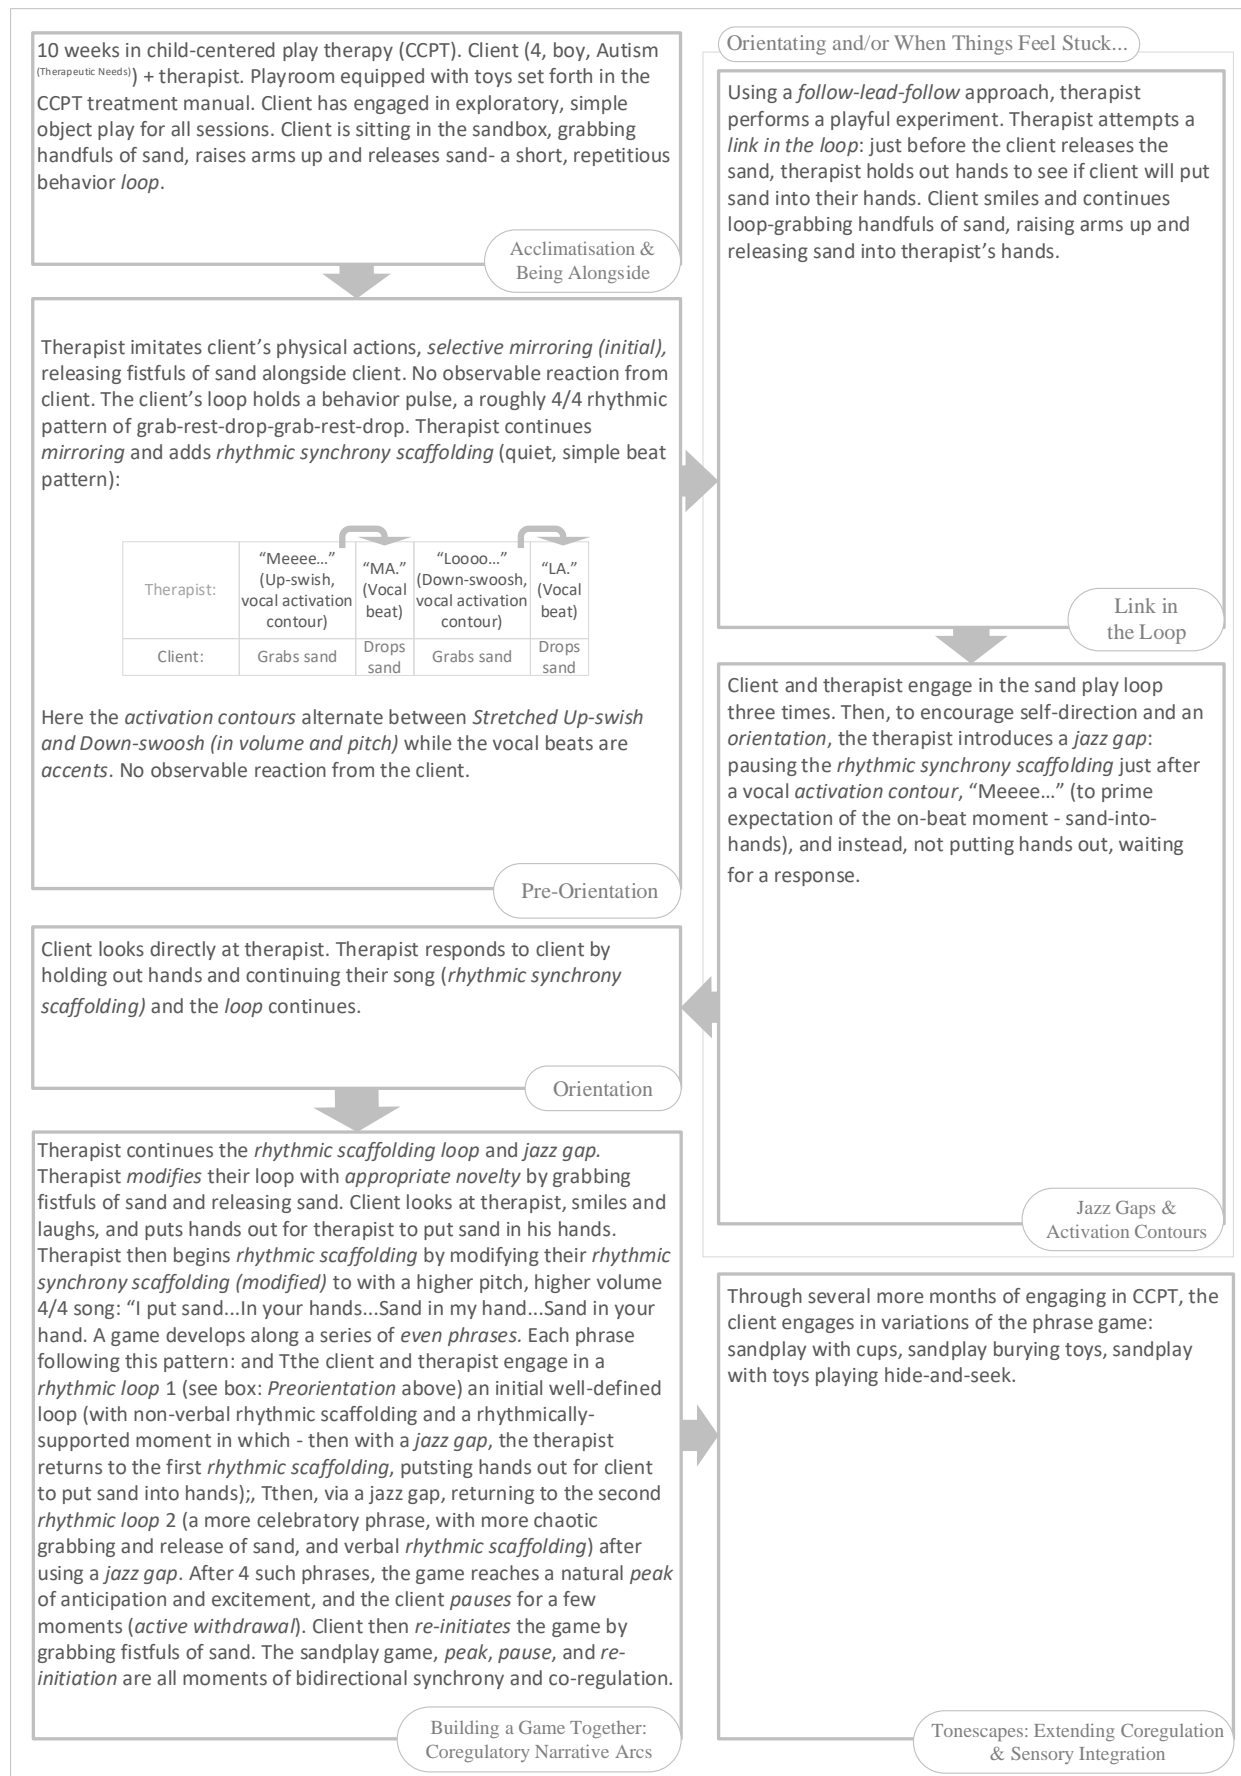 10 weeks in child-centered play therapy (CCPT). Client (4, boy, Autism
(Therapeutic Needs)) + therapist. Playroom equipped with toys set forth in the
CCPT treatment manual. Client has engaged in exploratory, simple
object play for all sessions. Client is sitting in the sandbox, grabbing
handfuls of sand, raises arms up and releases sand- a short, repetitious
behavior loop.
Acclimatisation &
Being Alongside
Therapist imitates client's physical actions, selective mirroring (initial),
releasing fistfuls of sand alongside client. No observable reaction from
client. The client's loop holds a behavior pulse, a roughly 4/4 rhythmic
pattern of grab-rest-drop-grab-rest-drop. Therapist continues
mirroring and adds rhythmic synchrony scaffolding (quiet, simple beat
pattern):
Therapist:
"Meeee…"
(Up-swish,
vocal activation
contour)
"MA."
(Vocal
beat)
"Loooo…"
(Down-swoosh,
vocal activation
contour)
"LA."
(Vocal
beat)
Client:
Grabs sand
Drops
sand
Grabs sand
Drops
sand
Here the activation contours alternate between Stretched Up-swish
and Down-swoosh (in volume and pitch) while the vocal beats are
accents. No observable reaction from the client.
Pre-Orientation
Orientating and/or When Things Feel Stuck...
Using a follow-lead-follow approach, therapist
performs a playful experiment. Therapist attempts a
link in the loop: just before the client releases the
sand, therapist holds out hands to see if client will put
sand into their hands. Client smiles and continues
loop-grabbing handfuls of sand, raising arms up and
releasing sand into therapist's hands.
Link in
the Loop
Client and therapist engage in the sand play loop
three times. Then, to encourage self-direction and an
orientation, the therapist introduces a jazz gap:
pausing the rhythmic synchrony scaffolding just after
a vocal activation contour, "Meeee…" (to prime
expectation of the on-beat moment - sand-into-
hands), and instead, not putting hands out, waiting
for a response.
Jazz Gaps &
Activation Contours
Client looks directly at therapist. Therapist responds to client by
holding out hands and continuing their song (rhythmic synchrony
scaffolding) and the loop continues.
Orientation
Therapist continues the rhythmic scaffolding loop and jazz gap.
Therapist modifies their loop with appropriate novelty by grabbing
fistfuls of sand and releasing sand. Client looks at therapist, smiles and
laughs, and puts hands out for therapist to put sand in his hands.
Therapist then begins rhythmic scaffolding by modifying their rhythmic
synchrony scaffolding (modified) to with a higher pitch, higher volume
4/4 song: "I put sand...In your hands...Sand in my hand...Sand in your
hand. A game develops along a series of even phrases. Each phrase
following this pattern: and Tthe client and therapist engage in a
rhythmic loop 1 (see box: Preorientation above) an initial well-defined
loop (with non-verbal rhythmic scaffolding and a rhythmically-
supported moment in which - then with a jazz gap, the therapist
returns to the first rhythmic scaffolding, putsting hands out for client
to put sand into hands);, Tthen, via a jazz gap, returning to the second
rhythmic loop 2 (a more celebratory phrase, with more chaotic
grabbing and release of sand, and verbal rhythmic scaffolding) after
using a jazz gap. After 4 such phrases, the game reaches a natural peak
of anticipation and excitement, and the client pauses for a few
moments (active withdrawal). Client then re-initiates the game by
grabbing fistfuls of sand. The sandplay game, peak, pause, and re-
initiation are all moments of bidirectional synchrony and co-regulation.
Building a Game Together:
Coregulatory Narrative Arcs
Through several more months of engaging in CCPT, the
client engages in variations of the phrase game:
sandplay with cups, sandplay burying toys, sandplay
with toys playing hide-and-seek.
Tonescapes: Extending Coregulation
& Sensory Integration